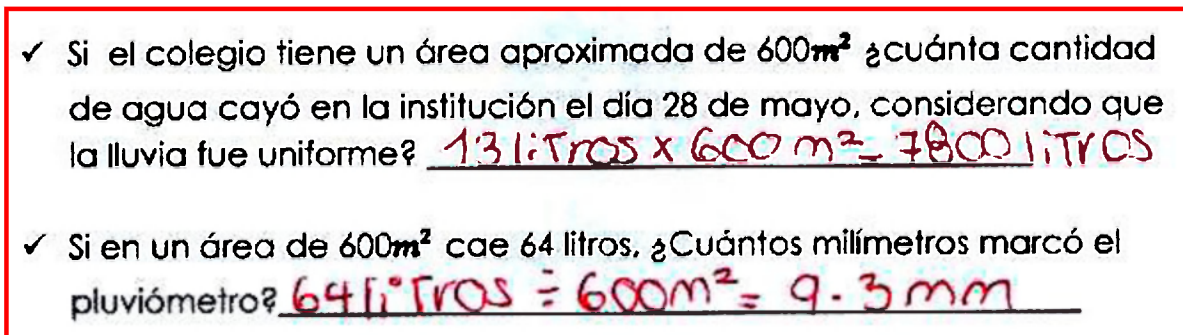 ✓ Si el colegio tiene un área aproximada de 600m² ¿cuánta cantidad
de agua cayó en la institución el día 28 de mayo, considerando que
la lluvia fue uniforme? 13 litros x 600 m² = 7800 litros
✓ Si en un área de 600m² cae 64 litros, ¿Cuántos milímetros marcó el
pluviómetro? 64 litros ÷ 600m² = 9.3 mm